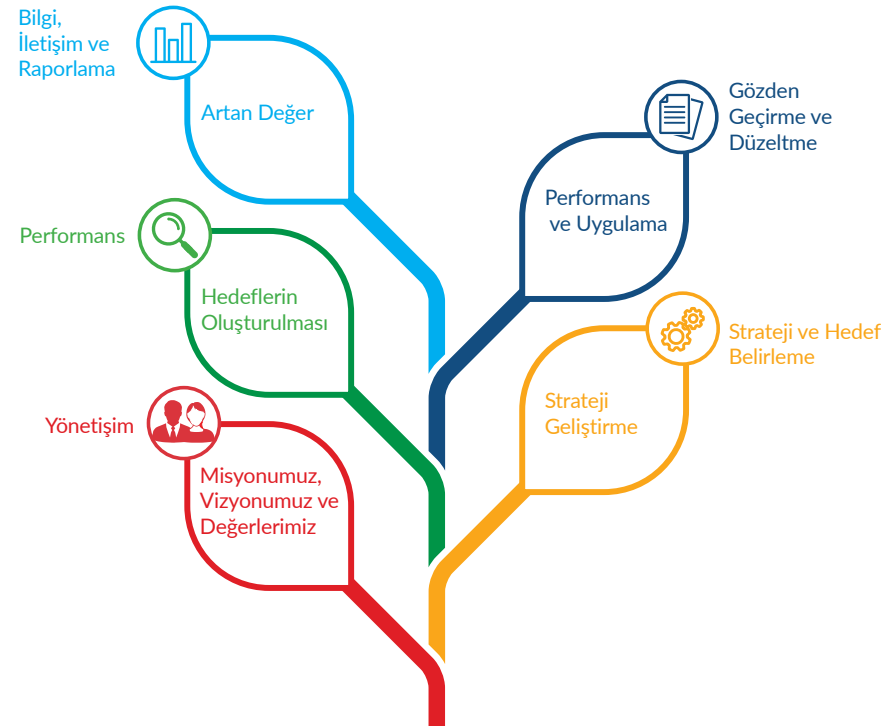 Bilgi,
İletişim ve
Raporlama
Artan Değer
Gözden
Geçirme ve
Düzeltme
Performans
ve Uygulama
Performans
Hedeflerin
Oluşturulması
Strateji ve Hedef
Belirleme
Strateji
Geliştirme
Yönetişim
Misyonumuz,
Vizyonumuz ve
Değerlerimiz